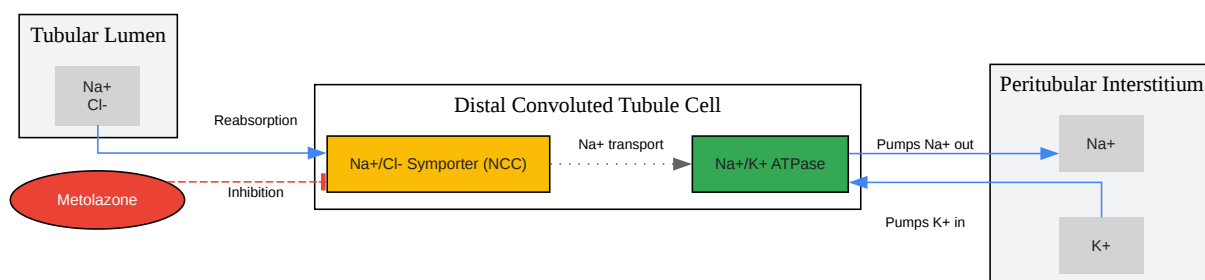 Tubular Lumen
Na+
Cl-
Reabsorption
Metolazone
Inhibition
Distal Convoluted Tubule Cell
Na+/Cl- Symporter (NCC)
Na+ transport
Na+/K+ ATPase
Pumps Na+ out
Pumps K+ in
Peritubular Interstitium
Na+
K+